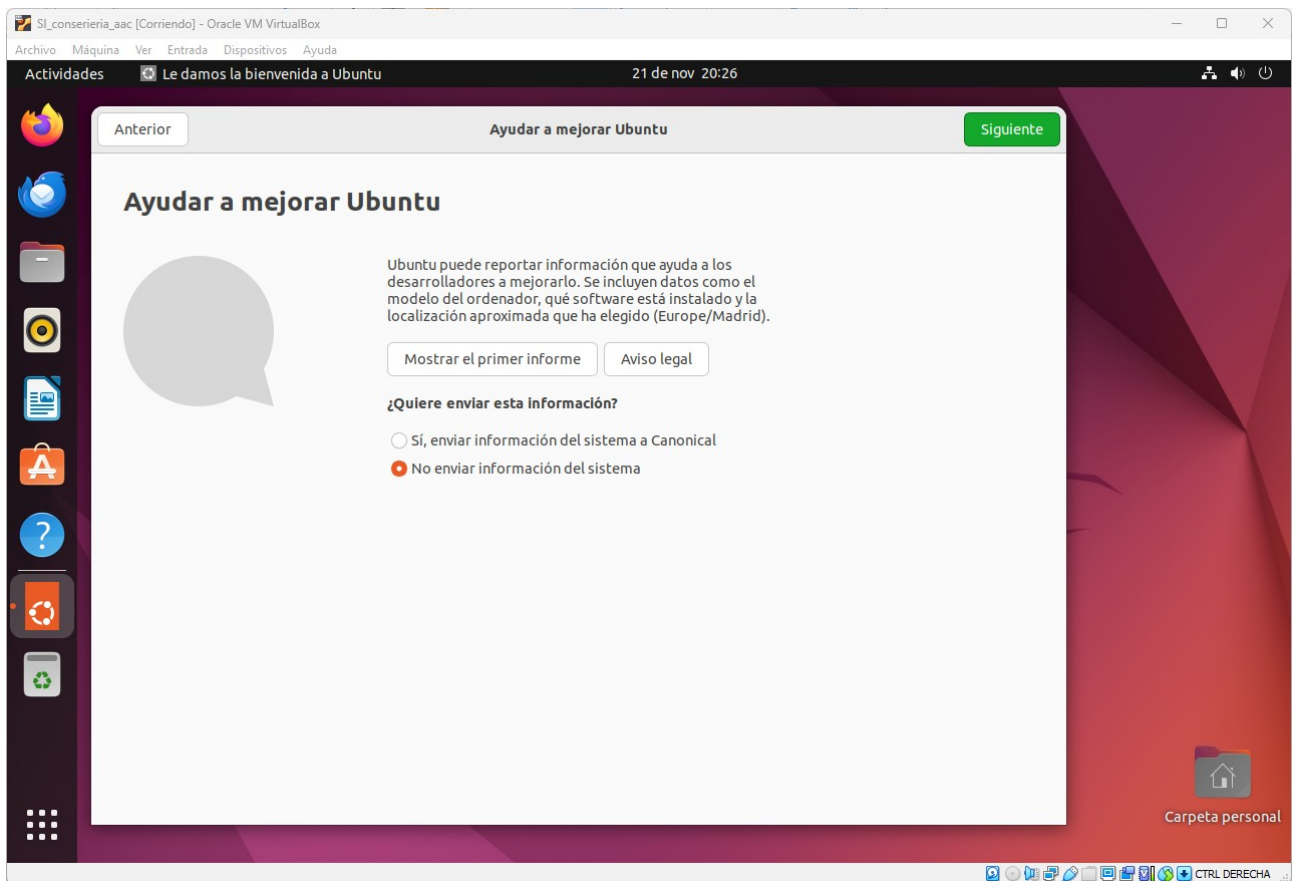 SI_conserieria_aac [Corriendo] - Oracle VM VirtualBox
Archivo Máquina Ver Entrada Dispositivos Ayuda
Actividades Le damos la bienvenida a Ubuntu 21 de nov 20:26
Anterior Ayudar a mejorar Ubuntu Siguiente
Ayudar a mejorar Ubuntu
Ubuntu puede reportar información que ayuda a los
desarrolladores a mejorarlo. Se incluyen datos como el
modelo del ordenador, qué software está instalado y la
localización aproximada que ha elegido (Europe/Madrid).
Mostrar el primer informe Aviso legal
¿Quiere enviar esta información?
Sí, enviar información del sistema a Canonical
No enviar información del sistema
Carpeta personal
CTRL DERECHA